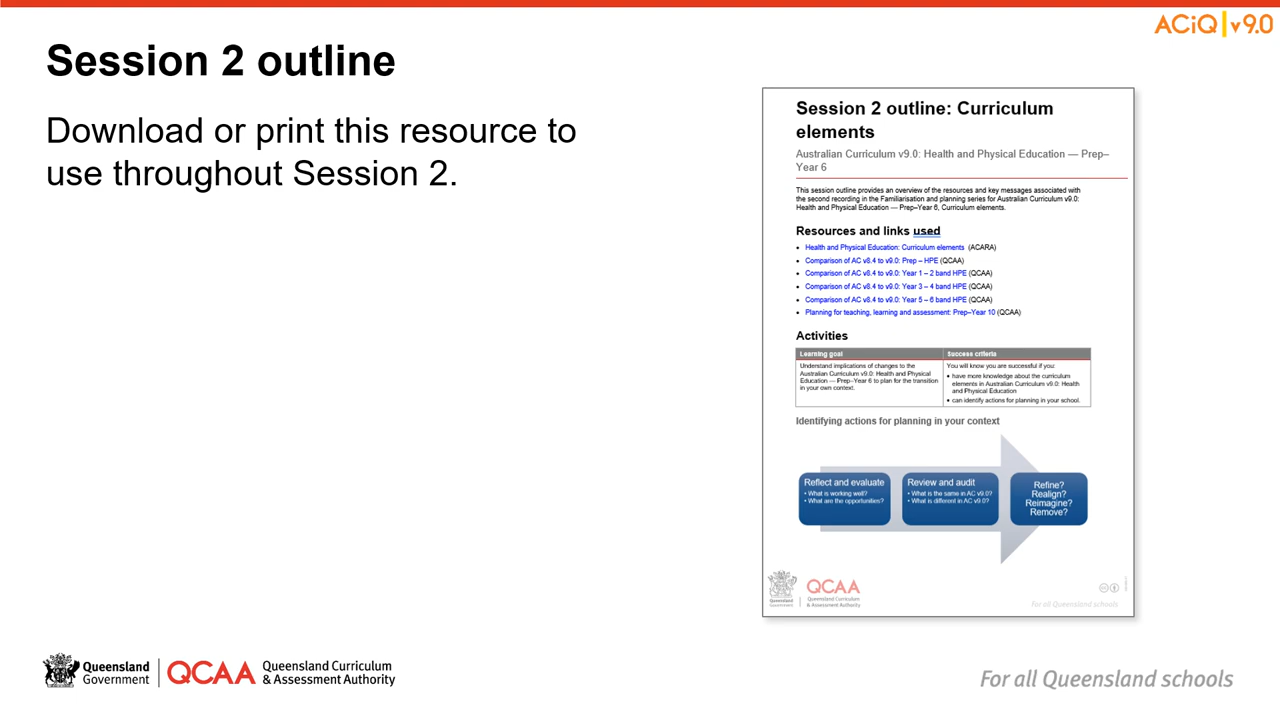 ACiQ v9.0
Session 2 outline
Download or print this resource to
use throughout Session 2.
Session 2 outline: Curriculum
elements
Australian Curriculum v9.0: Health and Physical Education — Prep–
Year 6
This session outline provides an overview of the resources and key messages associated with
the second recording in the Familiarisation and planning series for Australian Curriculum v9.0:
Health and Physical Education — Prep–Year 6, Curriculum elements.
Resources and links used
• Health and Physical Education: Curriculum elements (ACARA)
• Comparison of AC v8.4 to v9.0: Prep – HPE (QCAA)
• Comparison of AC v8.4 to v9.0: Year 1 – 2 band HPE (QCAA)
• Comparison of AC v8.4 to v9.0: Year 3 – 4 band HPE (QCAA)
• Comparison of AC v8.4 to v9.0: Year 5 – 6 band HPE (QCAA)
• Planning for teaching, learning and assessment: Prep–Year 10 (QCAA)
Activities
Learning goal
Understand implications of changes to the
Australian Curriculum v9.0: Health and Physical
Education — Prep–Year 6 to plan for the transition
in your own context.
Success criteria
You will know you are successful if you:
• have more knowledge about the curriculum
elements in Australian Curriculum v9.0: Health
and Physical Education
• can identify actions for planning in your school.
Identifying actions for planning in your context
Reflect and evaluate
• What is working well?
• What are the opportunities?
Review and audit
• What is the same in AC v9.0?
• What is different in AC v9.0?
Refine?
Realign?
Reimagine?
Remove?
Queensland
Government
QCAA
Queensland Curriculum
& Assessment Authority
For all Queensland schools
Queensland
Government
QCAA
Queensland Curriculum
& Assessment Authority
For all Queensland schools